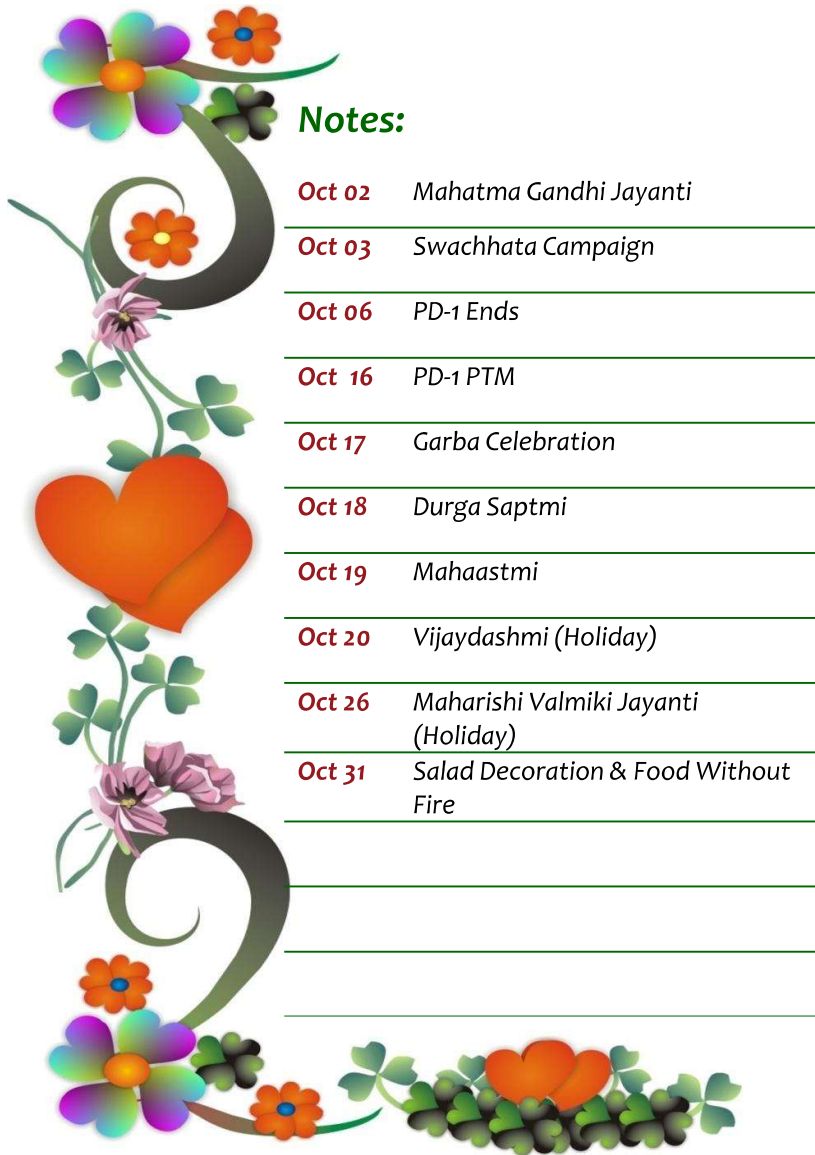 Notes:
Oct 02 Mahatma Gandhi Jayanti
Oct 03 Swachhata Campaign
Oct 06 PD-1 Ends
Oct 16 PD-1 PTM
Oct 17 Garba Celebration
Oct 18 Durga Saptmi
Oct 19 Mahaastmi
Oct 20 Vijaydashmi (Holiday)
Oct 26 Maharishi Valmiki Jayanti
(Holiday)
Oct 31 Salad Decoration & Food Without
Fire